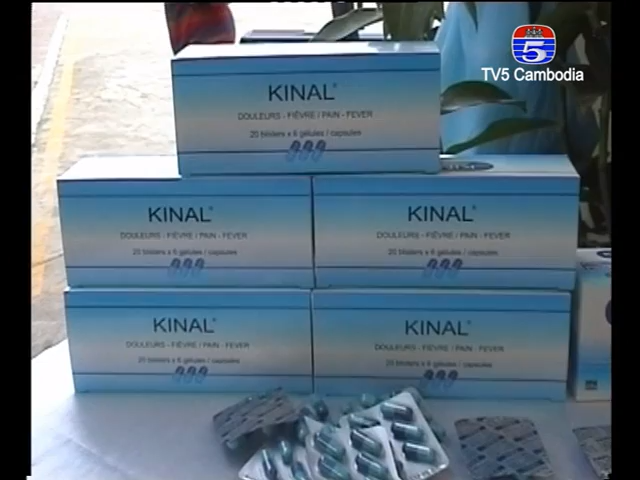 5
TV5 Cambodia
KINAL®
DOULEURS - FIÈVRE / PAIN - FEVER
20 blisters x 6 gélules / capsules
KINAL®
DOULEURS - FIÈVRE / PAIN - FEVER
20 blisters x 6 gélules / capsules
KINAL®
DOULEURS - FIÈVRE / PAIN - FEVER
20 blisters x 6 gélules / capsules
KINAL®
DOULEURS - FIÈVRE / PAIN - FEVER
20 blisters x 6 gélules / capsules
KINAL®
DOULEURS - FIÈVRE / PAIN - FEVER
20 blisters x 6 gélules / capsules